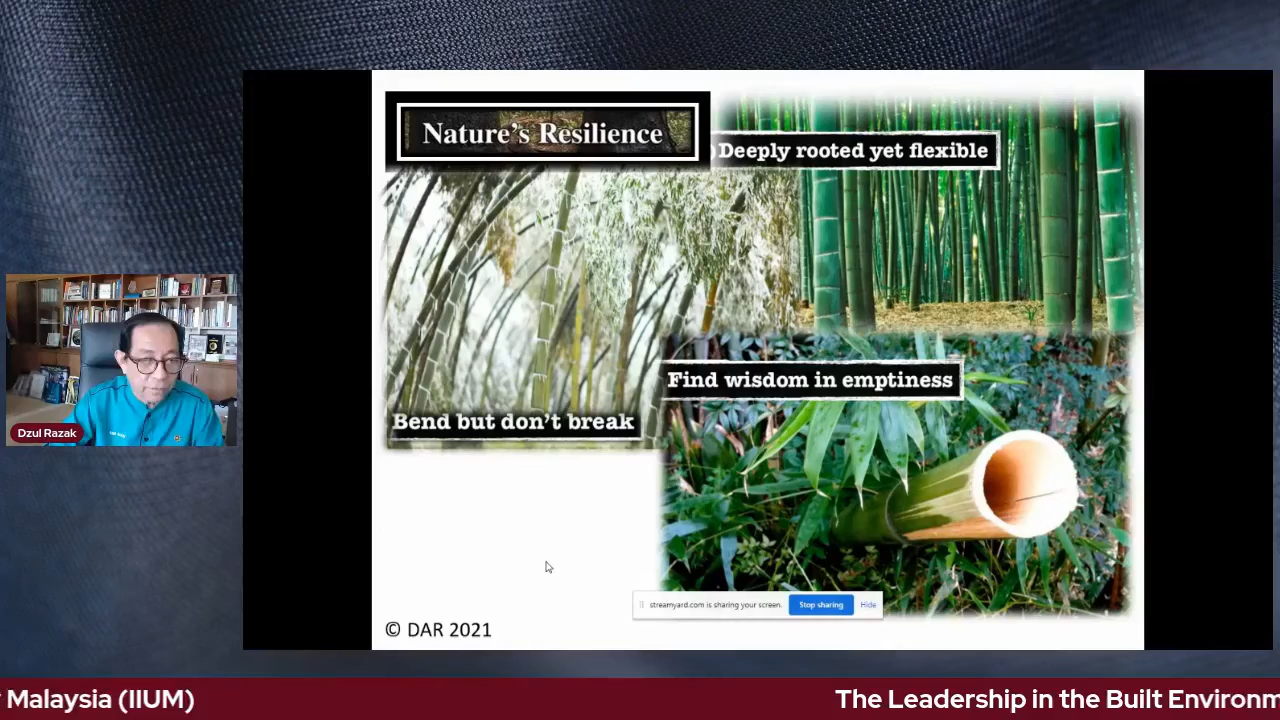 Nature's Resilience
Deeply rooted yet flexible
Find wisdom in emptiness
Bend but don't break
Dzul Razak
streamyard.com is sharing your screen.
Stop sharing
Hide
© DAR 2021
Malaysia (IIUM)
The Leadership in the Built Environm